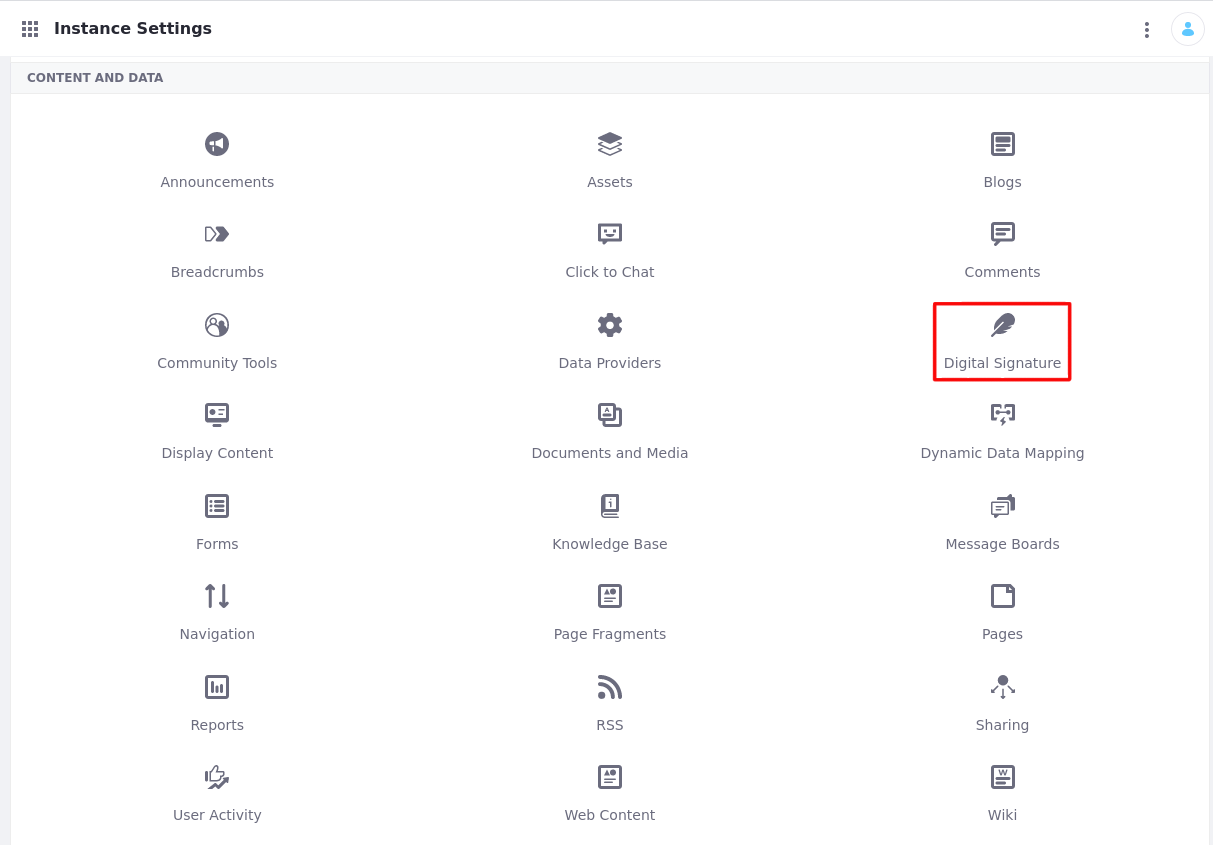 Instance Settings
CONTENT AND DATA
Announcements
Assets
Blogs
Breadcrumbs
Click to Chat
Comments
Community Tools
Data Providers
Digital Signature
Display Content
Documents and Media
Dynamic Data Mapping
Forms
Knowledge Base
Message Boards
Navigation
Page Fragments
Pages
Reports
RSS
Sharing
User Activity
Web Content
Wiki